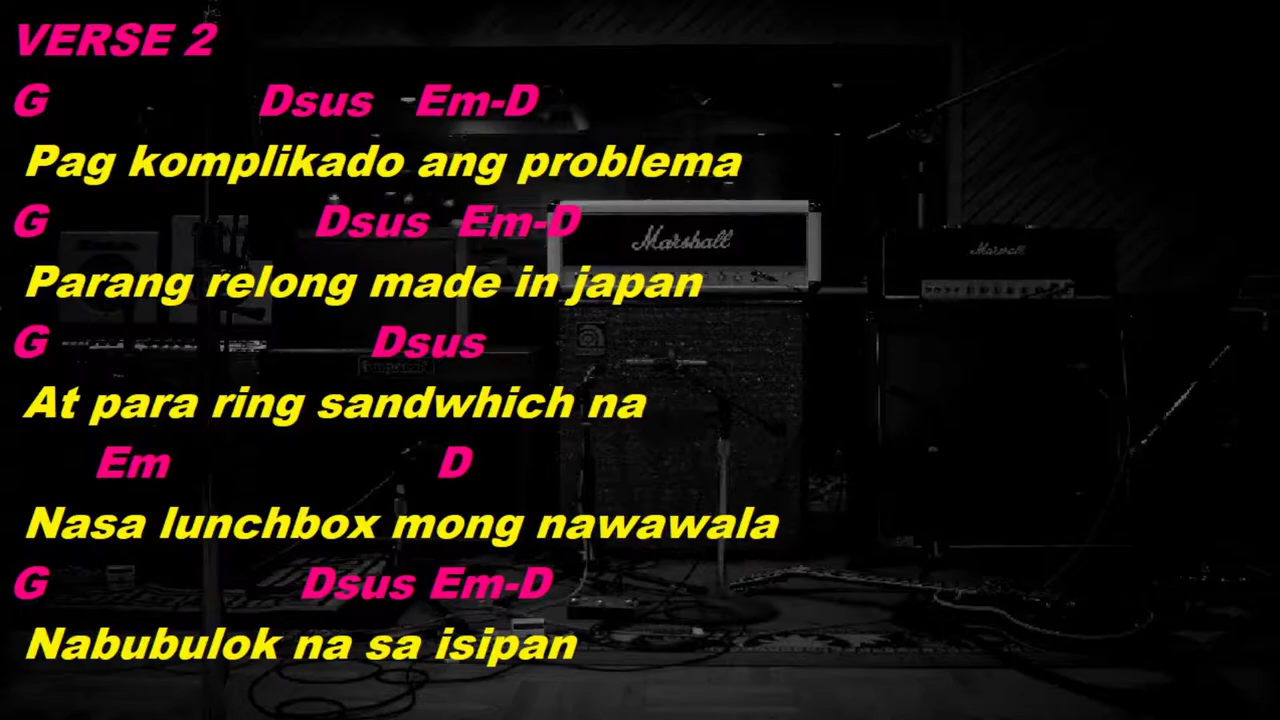 VERSE 2
G Dsus Em-D
Pag komplikado ang problema
G Dsus Em-D
Parang relong made in japan
G Dsus
At para ring sandwhich na
Em D
Nasa lunchbox mong nawawala
G Dsus Em-D
Nabubulok na sa isipan
Marshall
Marshall